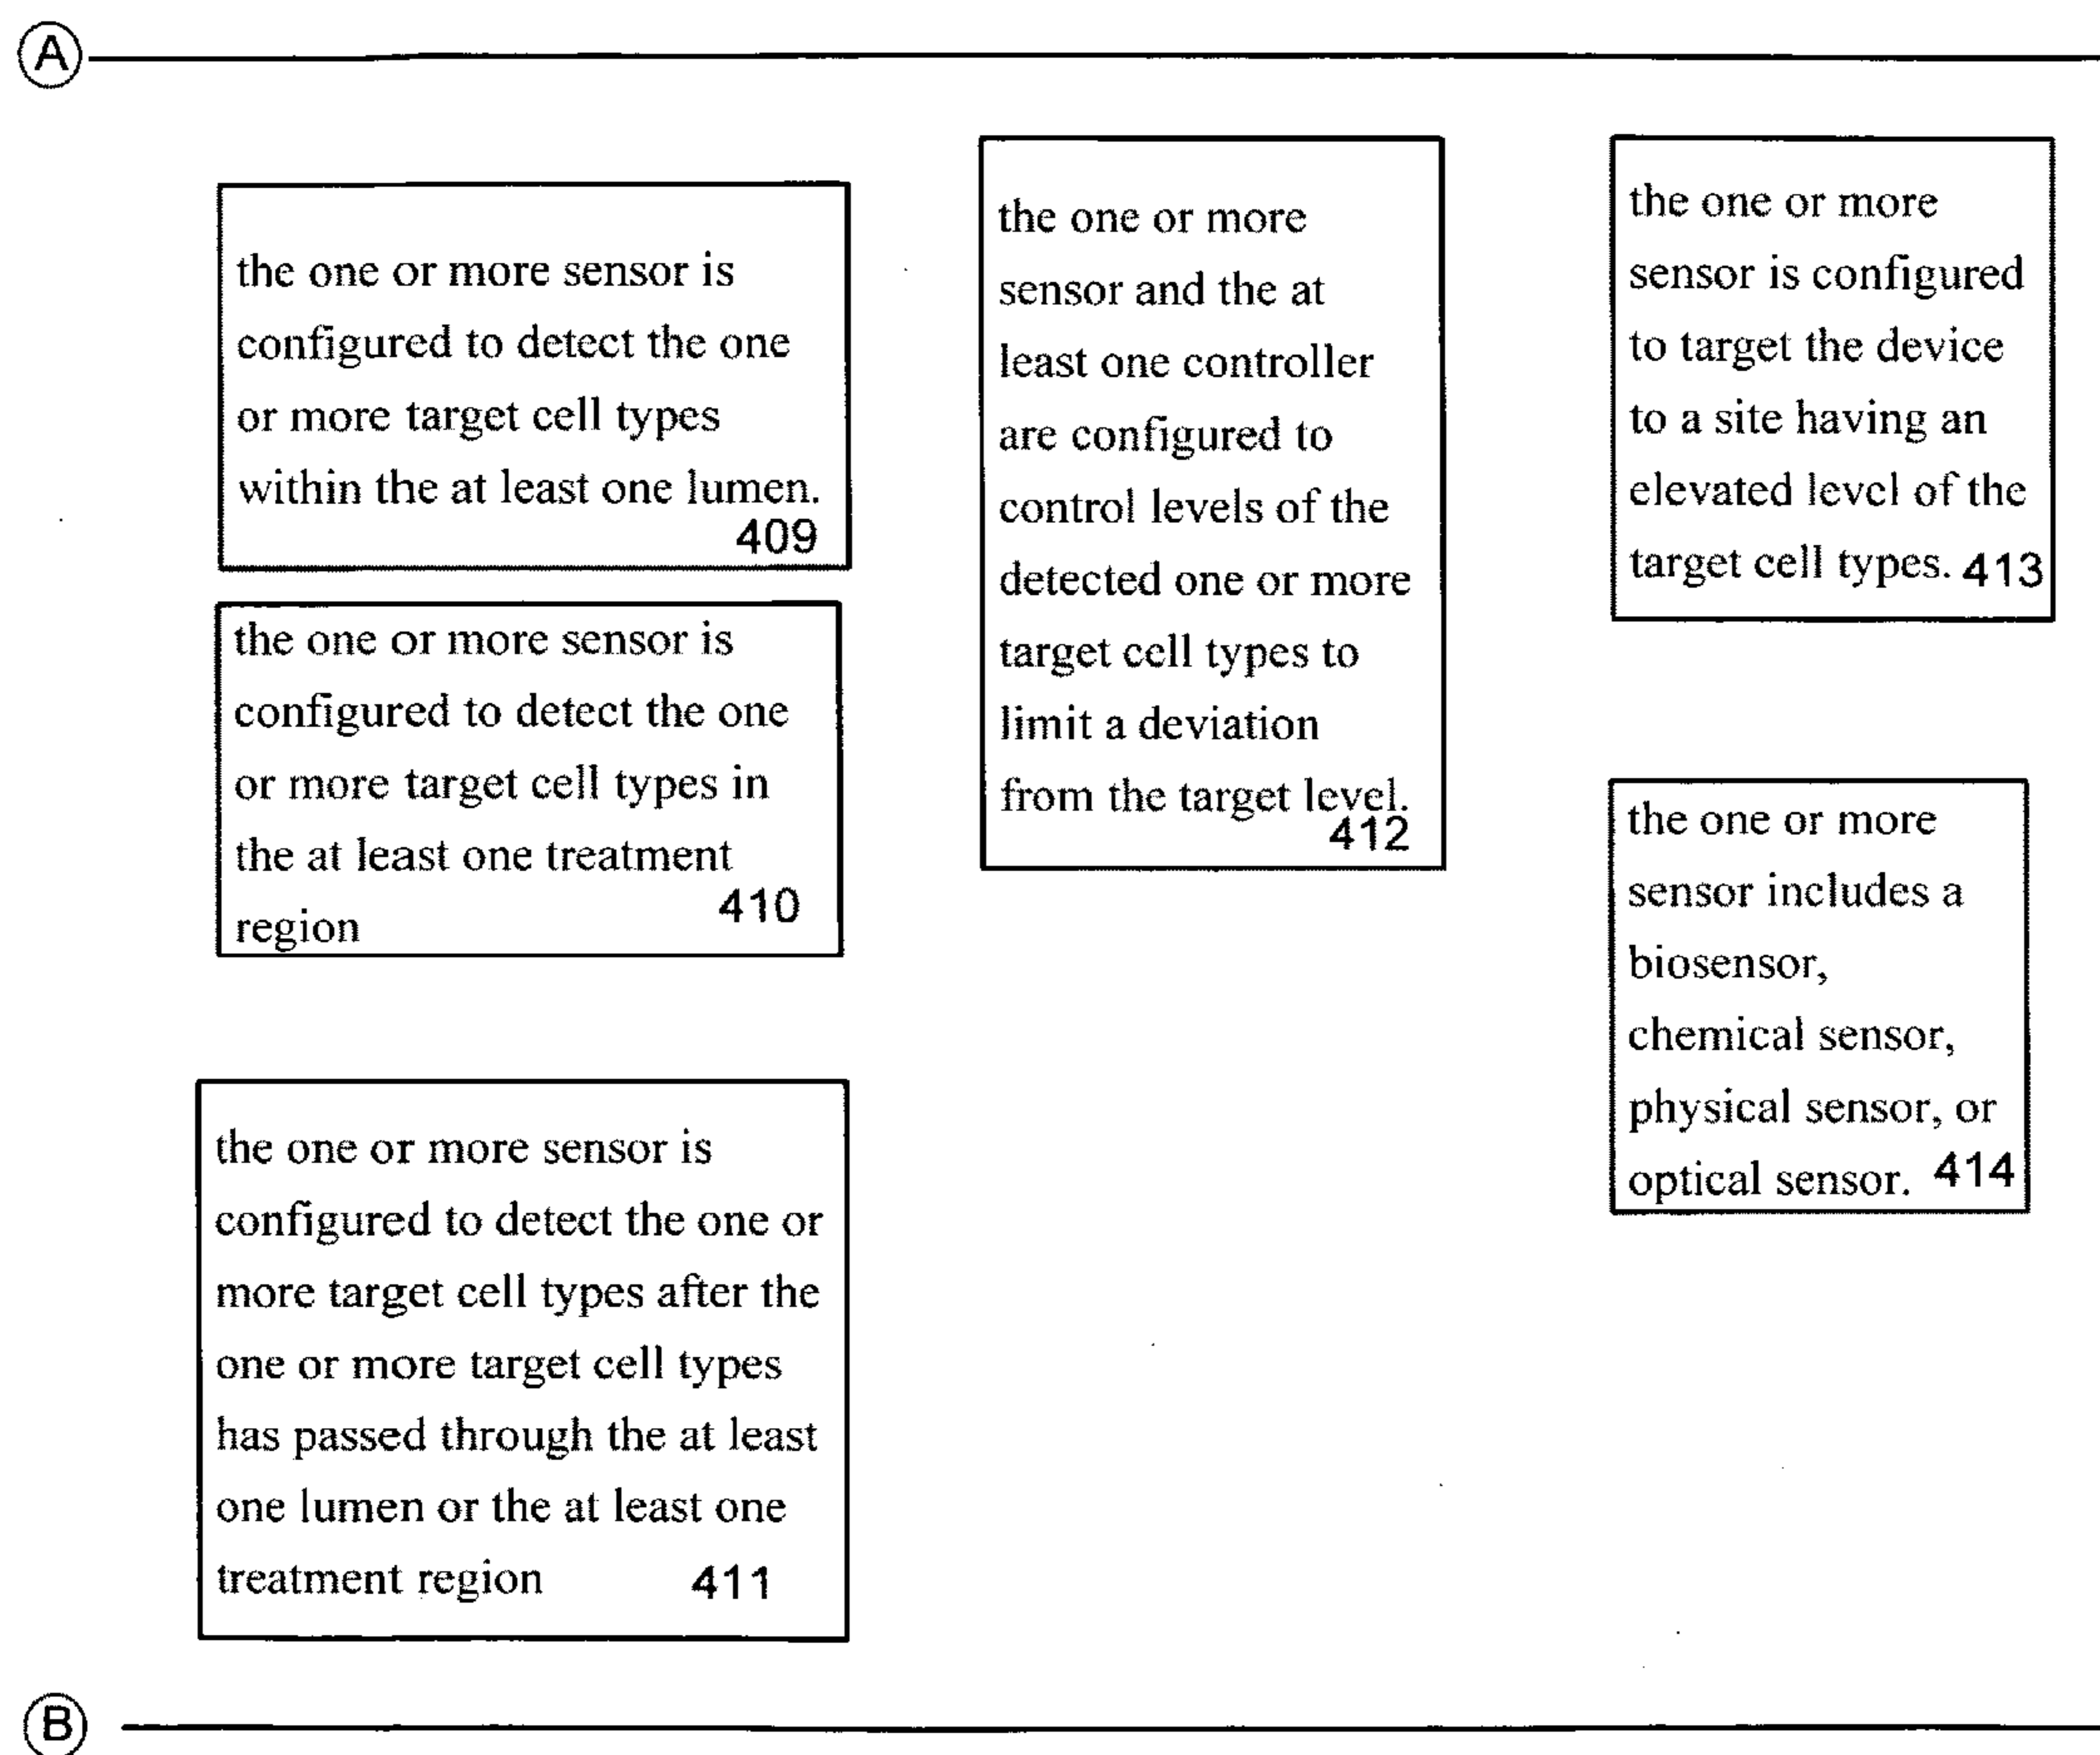 A
the one or more sensor is
configured to detect the one
or more target cell types
within the at least one lumen.
409
the one or more sensor is
configured to detect the one
or more target cell types in
the at least one treatment
region 410
the one or more sensor is
configured to detect the one or
more target cell types after the
one or more target cell types
has passed through the at least
one lumen or the at least one
treatment region 411
the one or more
sensor and the at
least one controller
are configured to
control levels of the
detected one or more
target cell types to
limit a deviation
from the target level.
412
the one or more
sensor is configured
to target the device
to a site having an
elevated level of the
target cell types. 413
the one or more
sensor includes a
biosensor,
chemical sensor,
physical sensor, or
optical sensor. 414
B